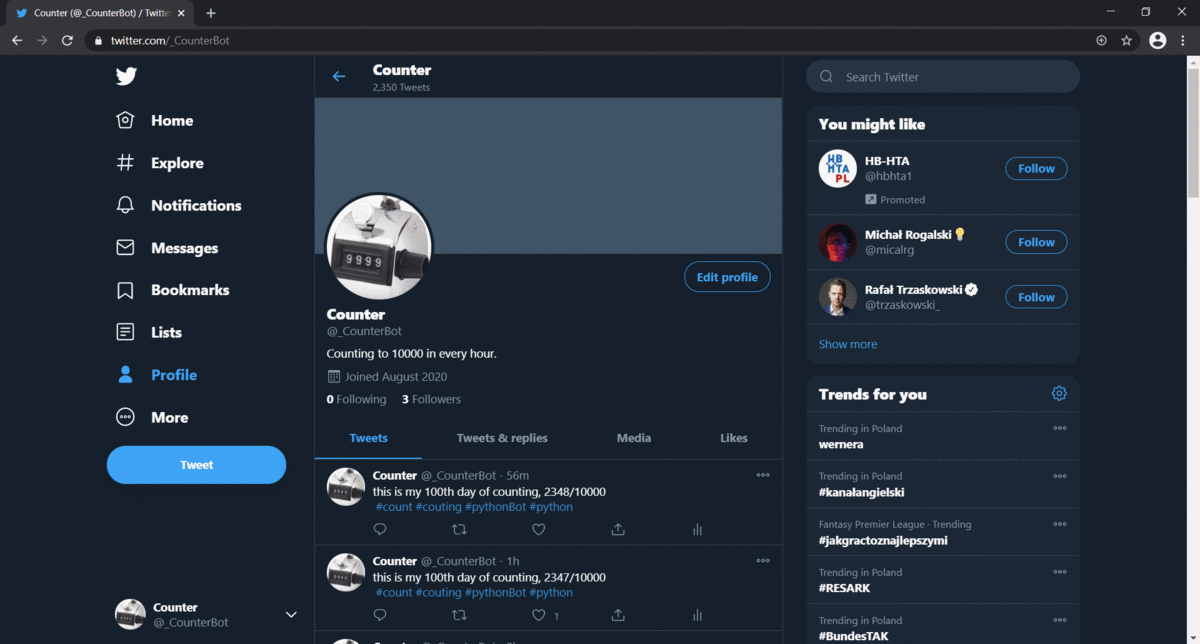 Counter (@_CounterBot) / Twitte
twitter.com/_CounterBot
Home
Explore
Notifications
Messages
Bookmarks
Lists
Profile
More
Tweet
Counter
@_CounterBot
Counter
2,350 Tweets
9999
Edit profile
Counter
@_CounterBot
Counting to 10000 in every hour.
Joined August 2020
0 Following 3 Followers
Tweets Tweets & replies Media Likes
Counter @_CounterBot · 56m
this is my 100th day of counting, 2348/10000
#count #couting #pythonBot #python
Counter @_CounterBot · 1h
this is my 100th day of counting, 2347/10000
#count #couting #pythonBot #python
1
Search Twitter
You might like
HB
HTA
PL
HB-HTA
@hbhta1
Promoted
Follow
Michał Rogalski
@micalrg
Follow
Rafał Trzaskowski
@trzaskowski_
Follow
Show more
Trends for you
Trending in Poland
wernera
Trending in Poland
#kanałangielski
Fantasy Premier League · Trending
#jakgractoznajlepszymi
Trending in Poland
#RESARK
Trending in Poland
#BundesTAK